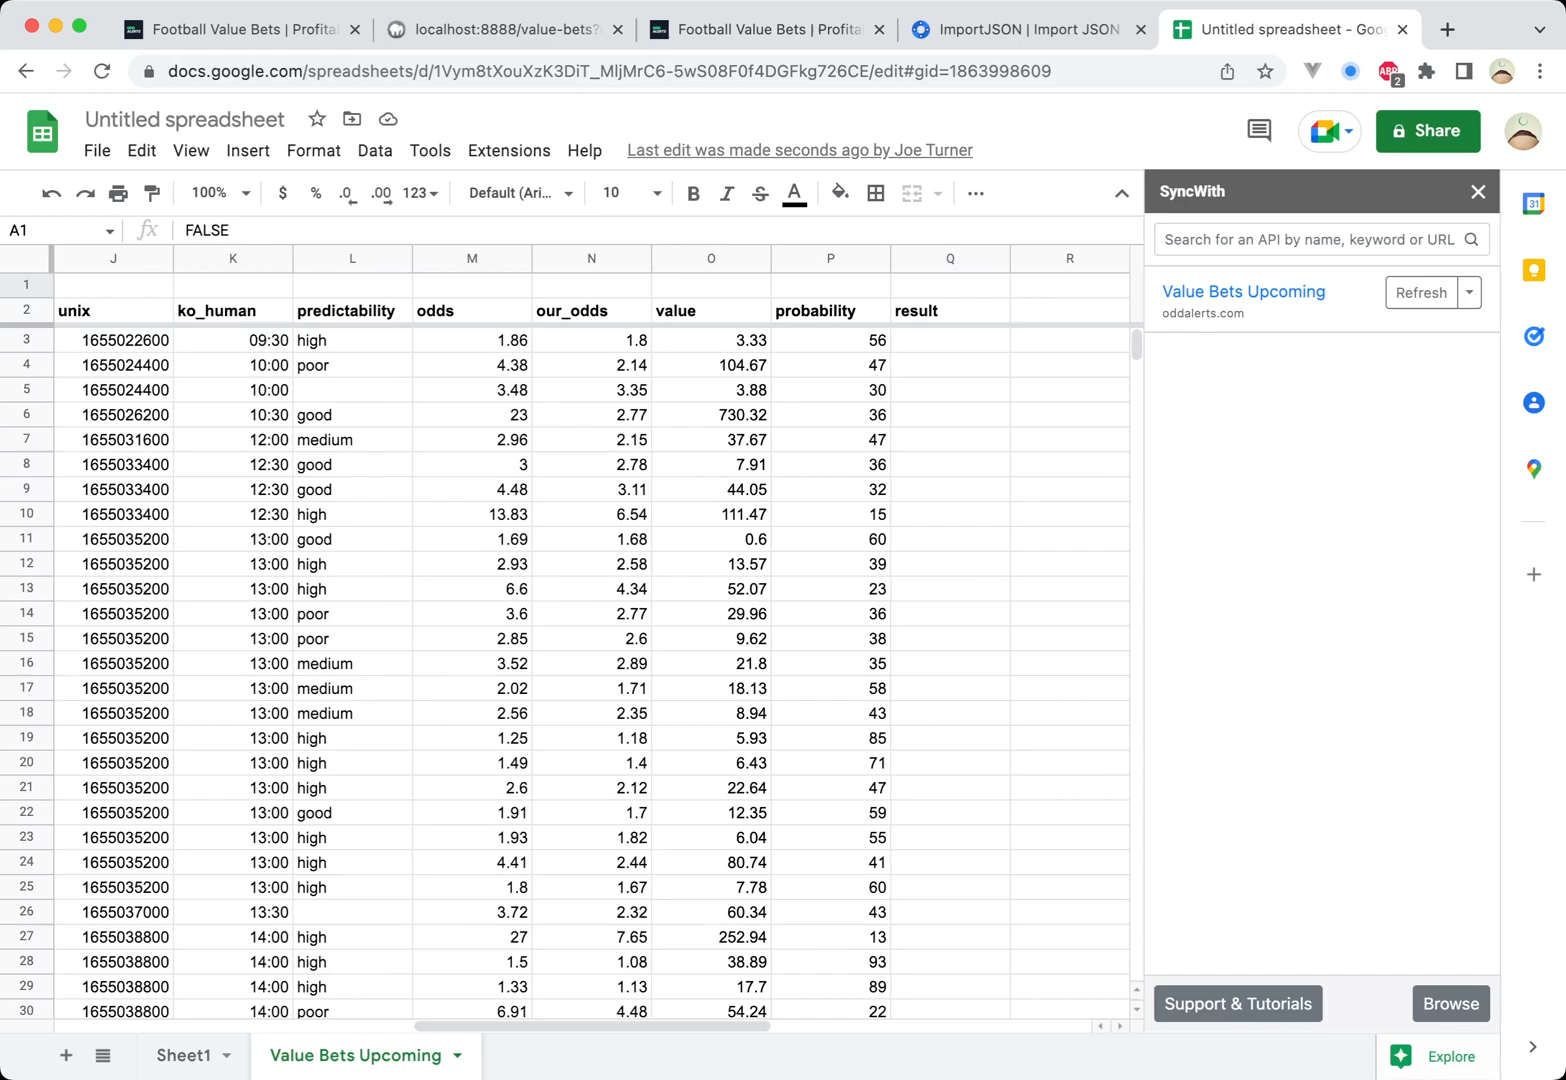 Football Value Bets | Profita
localhost:8888/value-bets?
Football Value Bets | Profital
ImportJSON | Import JSON
Untitled spreadsheet - Goo
docs.google.com/spreadsheets/d/1Vym8tXouXzK3DiT_MljMrC6-5wS08F0f4DGFkg726CE/edit#gid=1863998609
ABP
2
Untitled spreadsheet
File Edit View Insert Format Data Tools Extensions Help Last edit was made seconds ago by Joe Turner
Share
100% $ % .0 .00 123 Default (Ari... 10 B I S A
SyncWith
31
A1 fx FALSE
Search for an API by name, keyword or URL
J K L M N O P Q R
Value Bets Upcoming Refresh
oddalerts.com
1
2 unix ko_human predictability odds our_odds value probability result
3 1655022600 09:30 high 1.86 1.8 3.33 56
4 1655024400 10:00 poor 4.38 2.14 104.67 47
5 1655024400 10:00 3.48 3.35 3.88 30
6 1655026200 10:30 good 23 2.77 730.32 36
7 1655031600 12:00 medium 2.96 2.15 37.67 47
8 1655033400 12:30 good 3 2.78 7.91 36
9 1655033400 12:30 good 4.48 3.11 44.05 32
10 1655033400 12:30 high 13.83 6.54 111.47 15
11 1655035200 13:00 good 1.69 1.68 0.6 60
12 1655035200 13:00 high 2.93 2.58 13.57 39
13 1655035200 13:00 high 6.6 4.34 52.07 23
14 1655035200 13:00 poor 3.6 2.77 29.96 36
15 1655035200 13:00 poor 2.85 2.6 9.62 38
16 1655035200 13:00 medium 3.52 2.89 21.8 35
17 1655035200 13:00 medium 2.02 1.71 18.13 58
18 1655035200 13:00 medium 2.56 2.35 8.94 43
19 1655035200 13:00 high 1.25 1.18 5.93 85
20 1655035200 13:00 high 1.49 1.4 6.43 71
21 1655035200 13:00 high 2.6 2.12 22.64 47
22 1655035200 13:00 good 1.91 1.7 12.35 59
23 1655035200 13:00 high 1.93 1.82 6.04 55
24 1655035200 13:00 high 4.41 2.44 80.74 41
25 1655035200 13:00 high 1.8 1.67 7.78 60
26 1655037000 13:30 3.72 2.32 60.34 43
27 1655038800 14:00 high 27 7.65 252.94 13
28 1655038800 14:00 high 1.5 1.08 38.89 93
29 1655038800 14:00 high 1.33 1.13 17.7 89
30 1655038800 14:00 poor 6.91 4.48 54.24 22
Support & Tutorials Browse
Sheet1 Value Bets Upcoming Explore